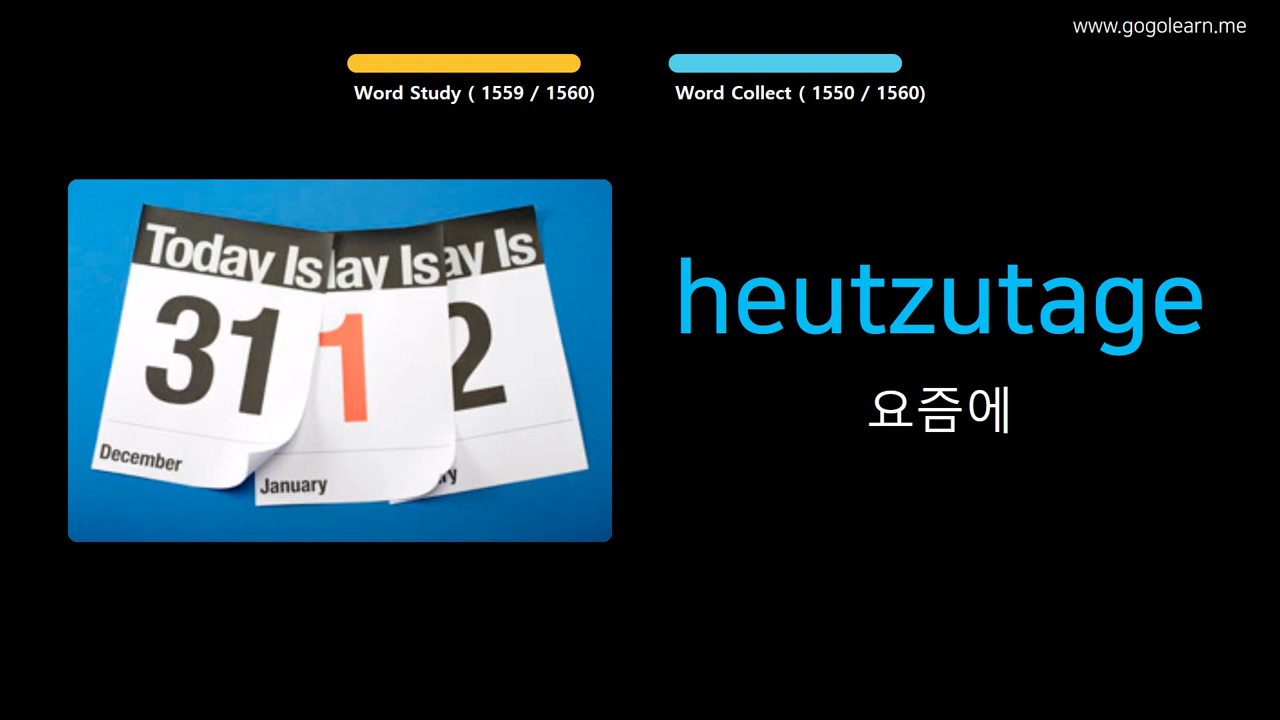 www.gogolearn.me
Word Study ( 1559 / 1560)
Word Collect ( 1550 / 1560)
Today Is
ay Is
ay Is
31
1
2
December
January
ry
heutzutage
요즘에